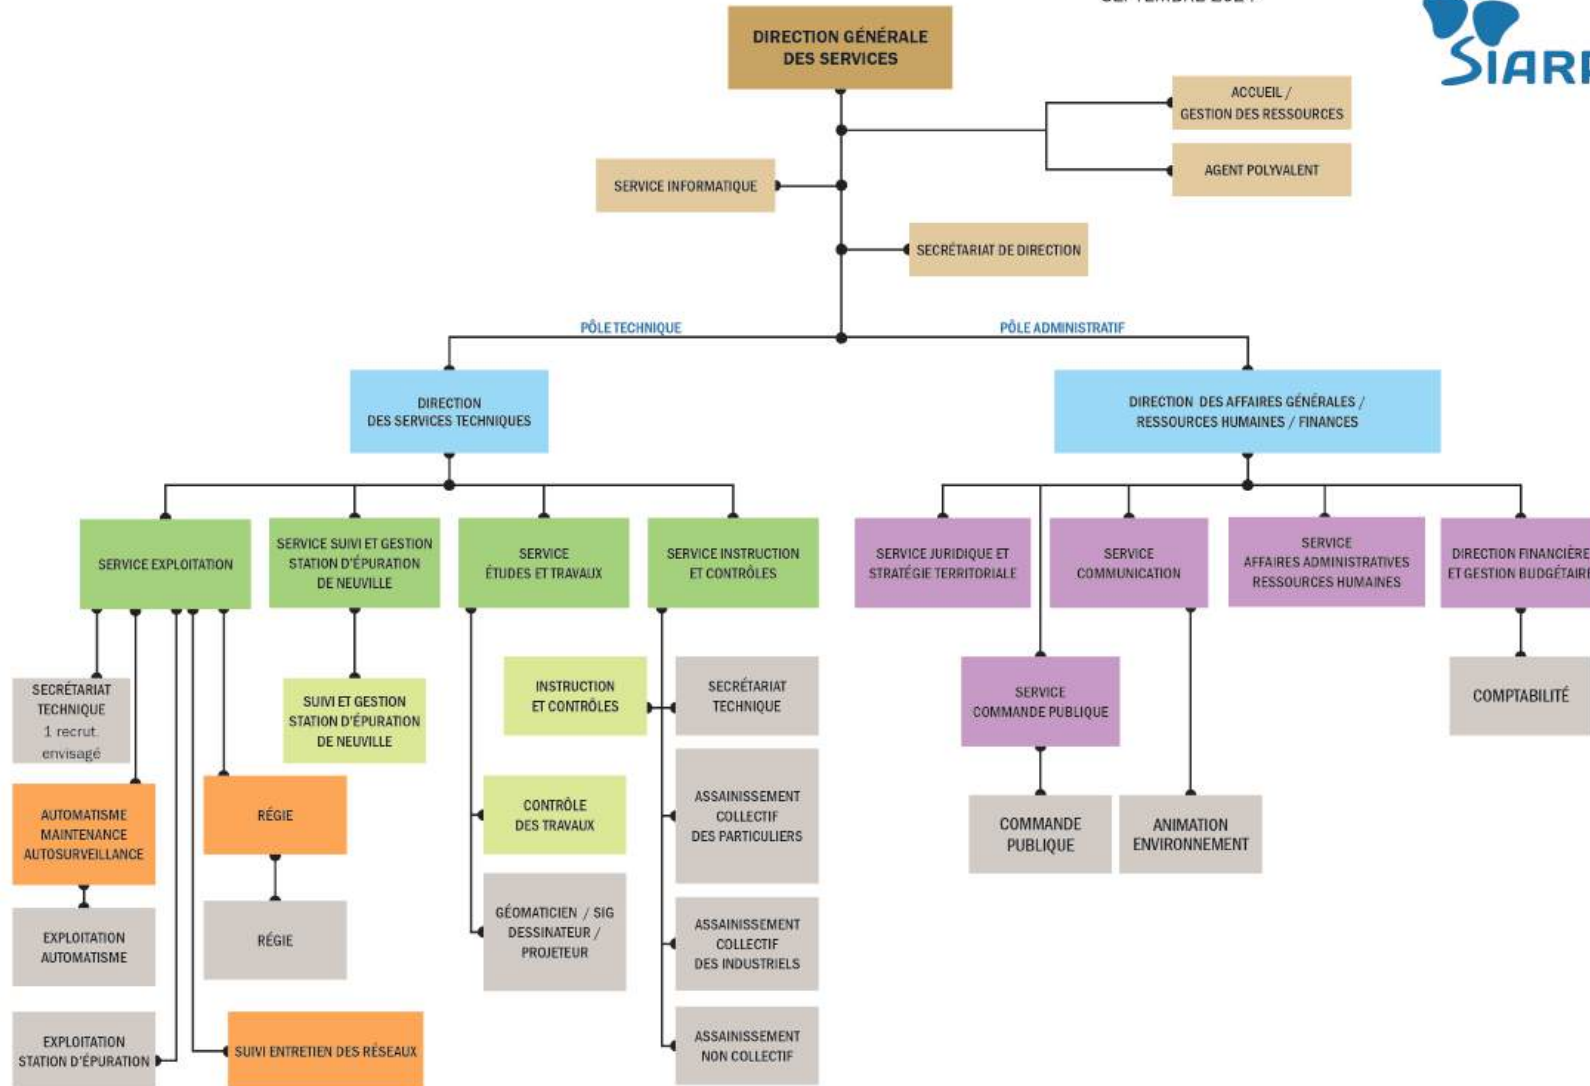 DIRECTION GÉNÉRALE
DES SERVICES
ACCUEIL /
GESTION DES RESSOURCES
AGENT POLYVALENT
SERVICE INFORMATIQUE
SECRÉTARIAT DE DIRECTION
PÔLE TECHNIQUE
PÔLE ADMINISTRATIF
DIRECTION
DES SERVICES TECHNIQUES
DIRECTION DES AFFAIRES GÉNÉRALES /
RESSOURCES HUMAINES / FINANCES
SERVICE EXPLOITATION
SERVICE SUIVI ET GESTION
STATION D'ÉPURATION
DE NEUVILLE
SERVICE
ÉTUDES ET TRAVAUX
SERVICE INSTRUCTION
ET CONTRÔLES
SERVICE JURIDIQUE ET
STRATÉGIE TERRITORIALE
SERVICE
COMMUNICATION
SERVICE
AFFAIRES ADMINISTRATIVES
RESSOURCES HUMAINES
DIRECTION FINANCIÈRE
ET GESTION BUDGÉTAIRE
SECRÉTARIAT
TECHNIQUE
1 recrut.
envisagé
SUIVI ET GESTION
STATION D'ÉPURATION
DE NEUVILLE
INSTRUCTION
ET CONTRÔLES
SECRÉTARIAT
TECHNIQUE
SERVICE
COMMANDE PUBLIQUE
COMPTABILITÉ
AUTOMATISME
MAINTENANCE
AUTOSURVEILLANCE
RÉGIE
CONTRÔLE
DES TRAVAUX
ASSAINISSEMENT
COLLECTIF
DES PARTICULIERS
COMMANDE
PUBLIQUE
ANIMATION
ENVIRONNEMENT
EXPLOITATION
AUTOMATISME
RÉGIE
GÉOMATICIEN / SIG
DESSINATEUR /
PROJETEUR
ASSAINISSEMENT
COLLECTIF
DES INDUSTRIELS
EXPLOITATION
STATION D'ÉPURATION
SUIVI ENTRETIEN DES RÉSEAUX
ASSAINISSEMENT
NON COLLECTIF